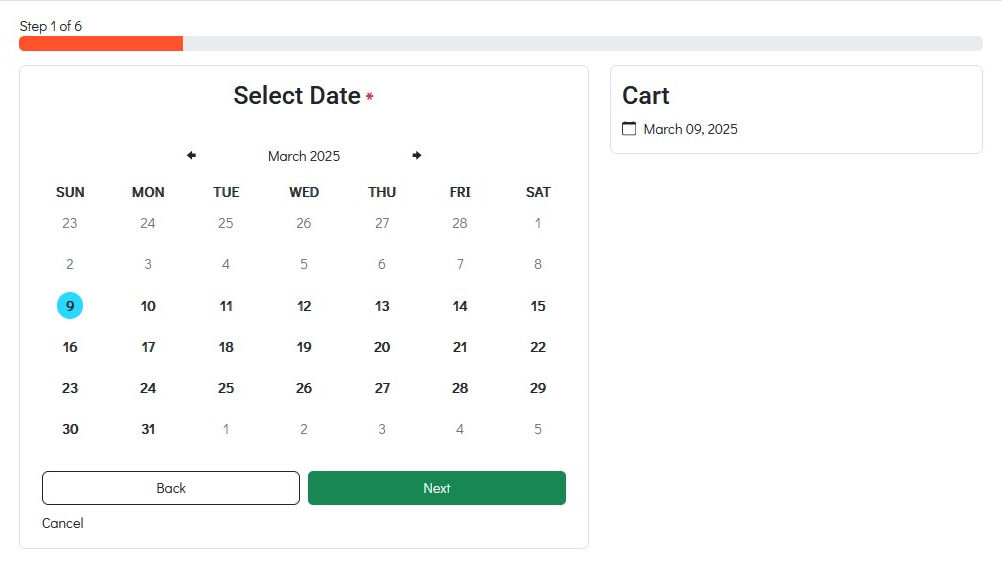 Step 1 of 6
Select Date *
March 2025
SUN MON TUE WED THU FRI SAT
23 24 25 26 27 28 1
2 3 4 5 6 7 8
9 10 11 12 13 14 15
16 17 18 19 20 21 22
23 24 25 26 27 28 29
30 31 1 2 3 4 5
Back Next
Cancel
Cart
March 09, 2025